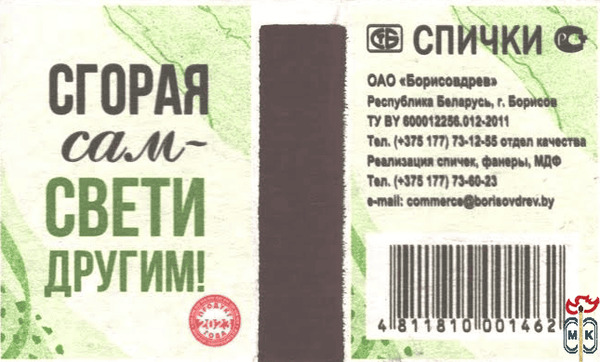 СГОРАЯ
сам-
СВЕТИ
ДРУГИМ!
2023
СТБ СПИЧКИ РСТ
ОАО «Борисовдрев»
Республика Беларусь, г. Борисов
ТУ BY 600012256.012-2011
Тел. (+375 177) 73-12-55 отдел качества
Реализация спичек, фанеры, МДФ
Тел. (+375 177) 73-60-23
e-mail: commerce@borisovdrev.by
4 811810 001462
M K